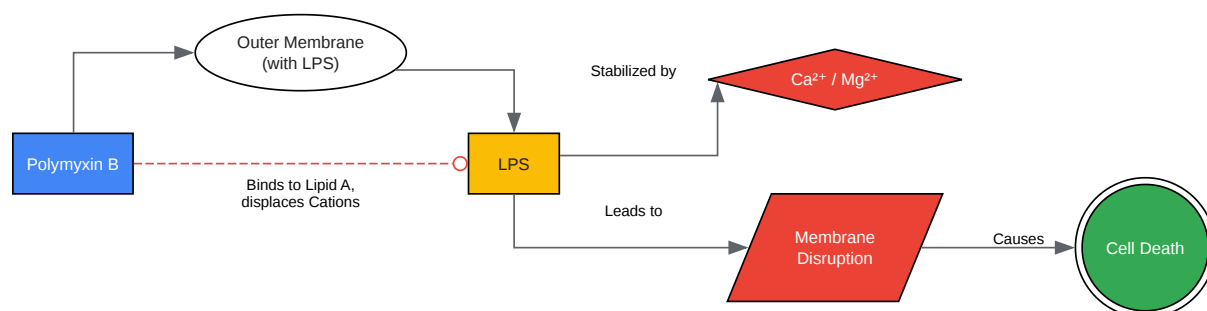 Outer Membrane
(with LPS)
Stabilized by
Ca²⁺ / Mg²⁺
Polymyxin B
LPS
Binds to Lipid A,
displaces Cations
Leads to
Membrane
Disruption
Causes
Cell Death